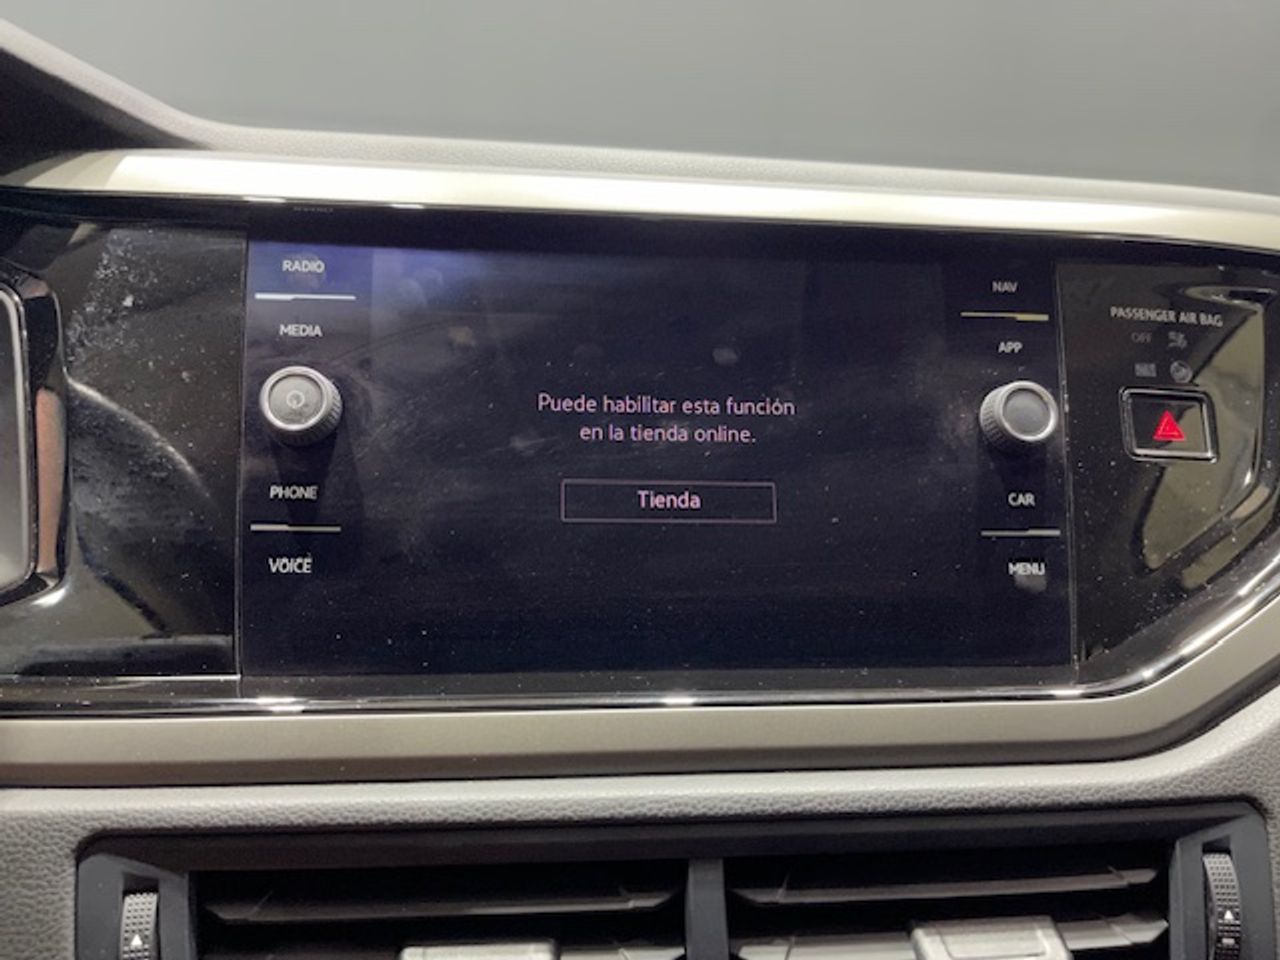 RADIO
MEDIA
PHONE
VOICE
Puede habilitar esta función
en la tienda online.
Tienda
NAV
APP
CAR
MENU
PASSENGER AIR BAG
OFF